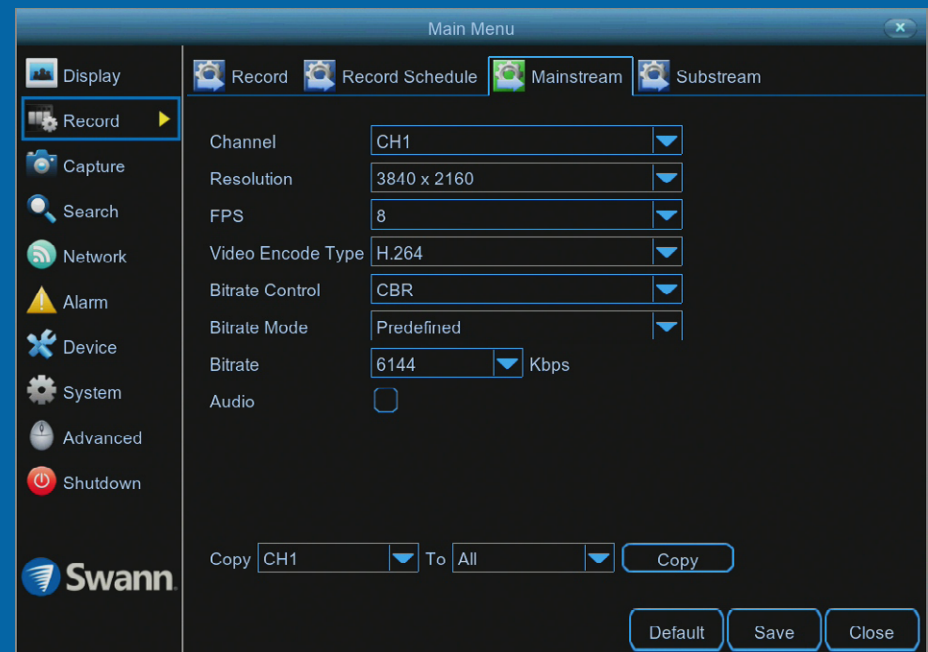 Main Menu
Display
Record
Capture
Search
Network
Alarm
Device
System
Advanced
Shutdown
Swann
Record Record Schedule Mainstream Substream
Channel CH1
Resolution 3840 x 2160
FPS 8
Video Encode Type H.264
Bitrate Control CBR
Bitrate Mode Predefined
Bitrate 6144 Kbps
Audio
Copy CH1 To All Copy
Default Save Close